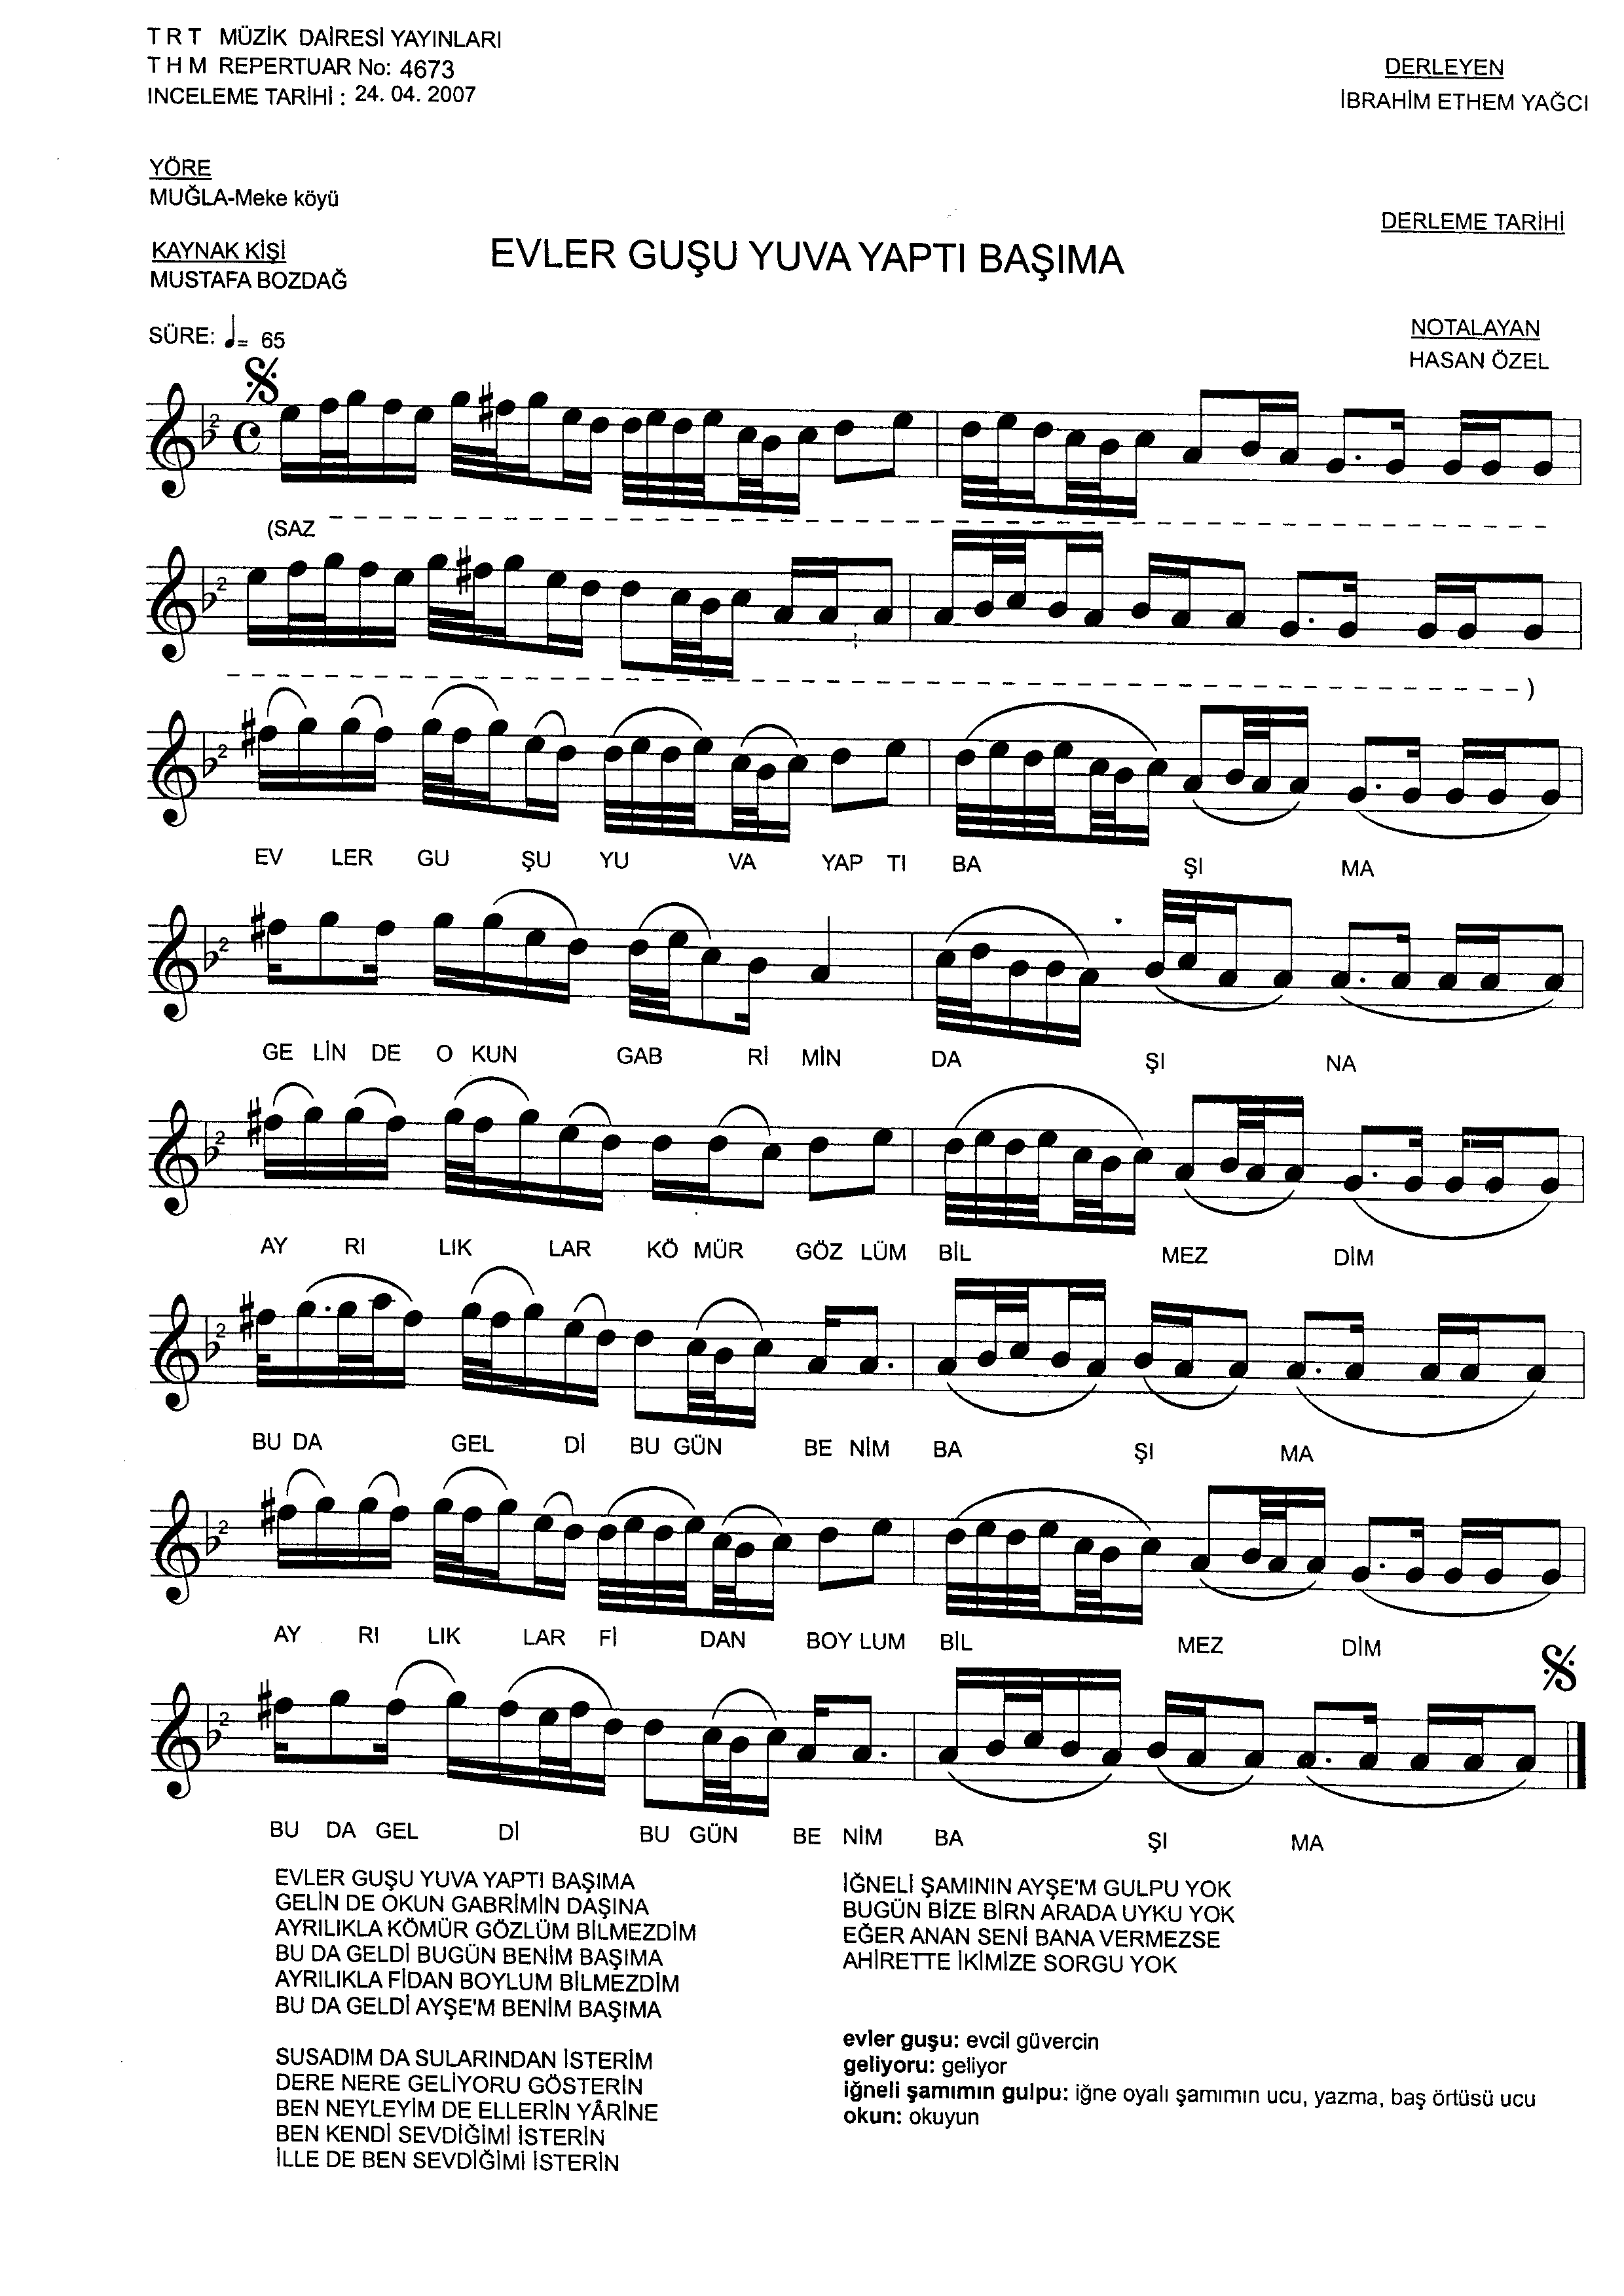 T R T MÜZİK DAİRESİ YAYINLARI
T H M REPERTUAR No: 4673
INCELEME TARİHİ : 24. 04. 2007
DERLEYEN
İBRAHİM ETHEM YAĞCI
YÖRE
MUĞLA-Meke köyü
DERLEME TARİHİ
KAYNAK KİŞİ
MUSTAFA BOZDAĞ
EVLER GUŞU YUVA YAPTI BAŞIMA
SÜRE: ♩= 65
NOTALAYAN
HASAN ÖZEL
(SAZ - - - )
EV LER GU ŞU YU VA YAP TI BA ŞI MA
GE LİN DE O KUN GAB Rİ MİN DA ŞI NA
AY RI LIK LAR KÖ MÜR GÖZ LÜM BİL MEZ DİM
BU DA GEL Dİ BU GÜN BE NİM BA ŞI MA
AY RI LIK LAR Fİ DAN BOY LUM BİL MEZ DİM
BU DA GEL Dİ BU GÜN BE NİM BA ŞI MA
EVLER GUŞU YUVA YAPTI BAŞIMA
GELİN DE OKUN GABRİMİN DAŞINA
AYRILIKLA KÖMÜR GÖZLÜM BİLMEZDİM
BU DA GELDİ BUGÜN BENİM BAŞIMA
AYRILIKLA FİDAN BOYLUM BİLMEZDİM
BU DA GELDİ AYŞE'M BENİM BAŞIMA
SUSADIM DA SULARINDAN İSTERİM
DERE NERE GELİYORU GÖSTERİN
BEN NEYLEYİM DE ELLERİN YÂRİNE
BEN KENDİ SEVDİĞİMİ İSTERİN
İLLE DE BEN SEVDİĞİMİ İSTERİN
İĞNELİ ŞAMININ AYŞE'M GULPU YOK
BUGÜN BİZE BİRN ARADA UYKU YOK
EĞER ANAN SENİ BANA VERMEZSE
AHİRETTE İKİMİZE SORGU YOK
evler guşu: evcil güvercin
geliyoru: geliyor
iğneli şamımın gulpu: iğne oyalı şamımın ucu, yazma, baş örtüsü ucu
okun: okuyun